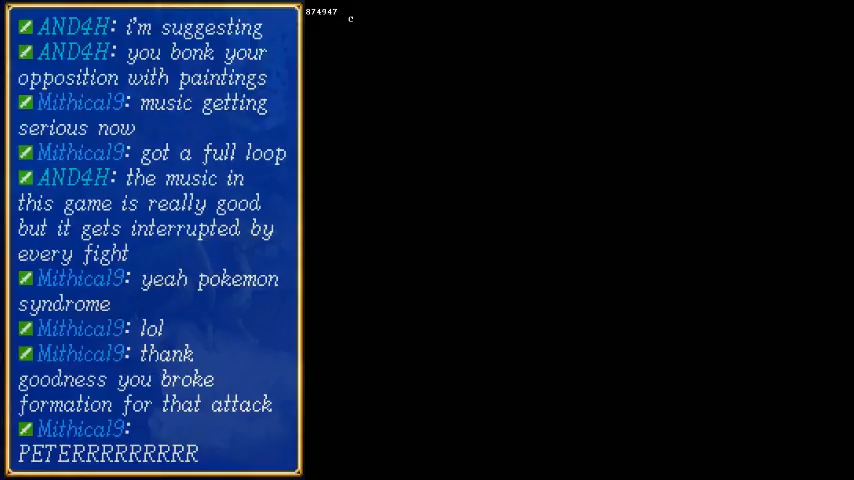 AND4H: i'm suggesting
AND4H: you bonk your
opposition with paintings
Mithical9: music getting
serious now
Mithical9: got a full loop
AND4H: the music in
this game is really good
but it gets interrupted by
every fight
Mithical9: yeah pokemon
syndrome
Mithical9: lol
Mithical9: thank
goodness you broke
formation for that attack
Mithical9:
PETERRRRRRRRR
874947
c